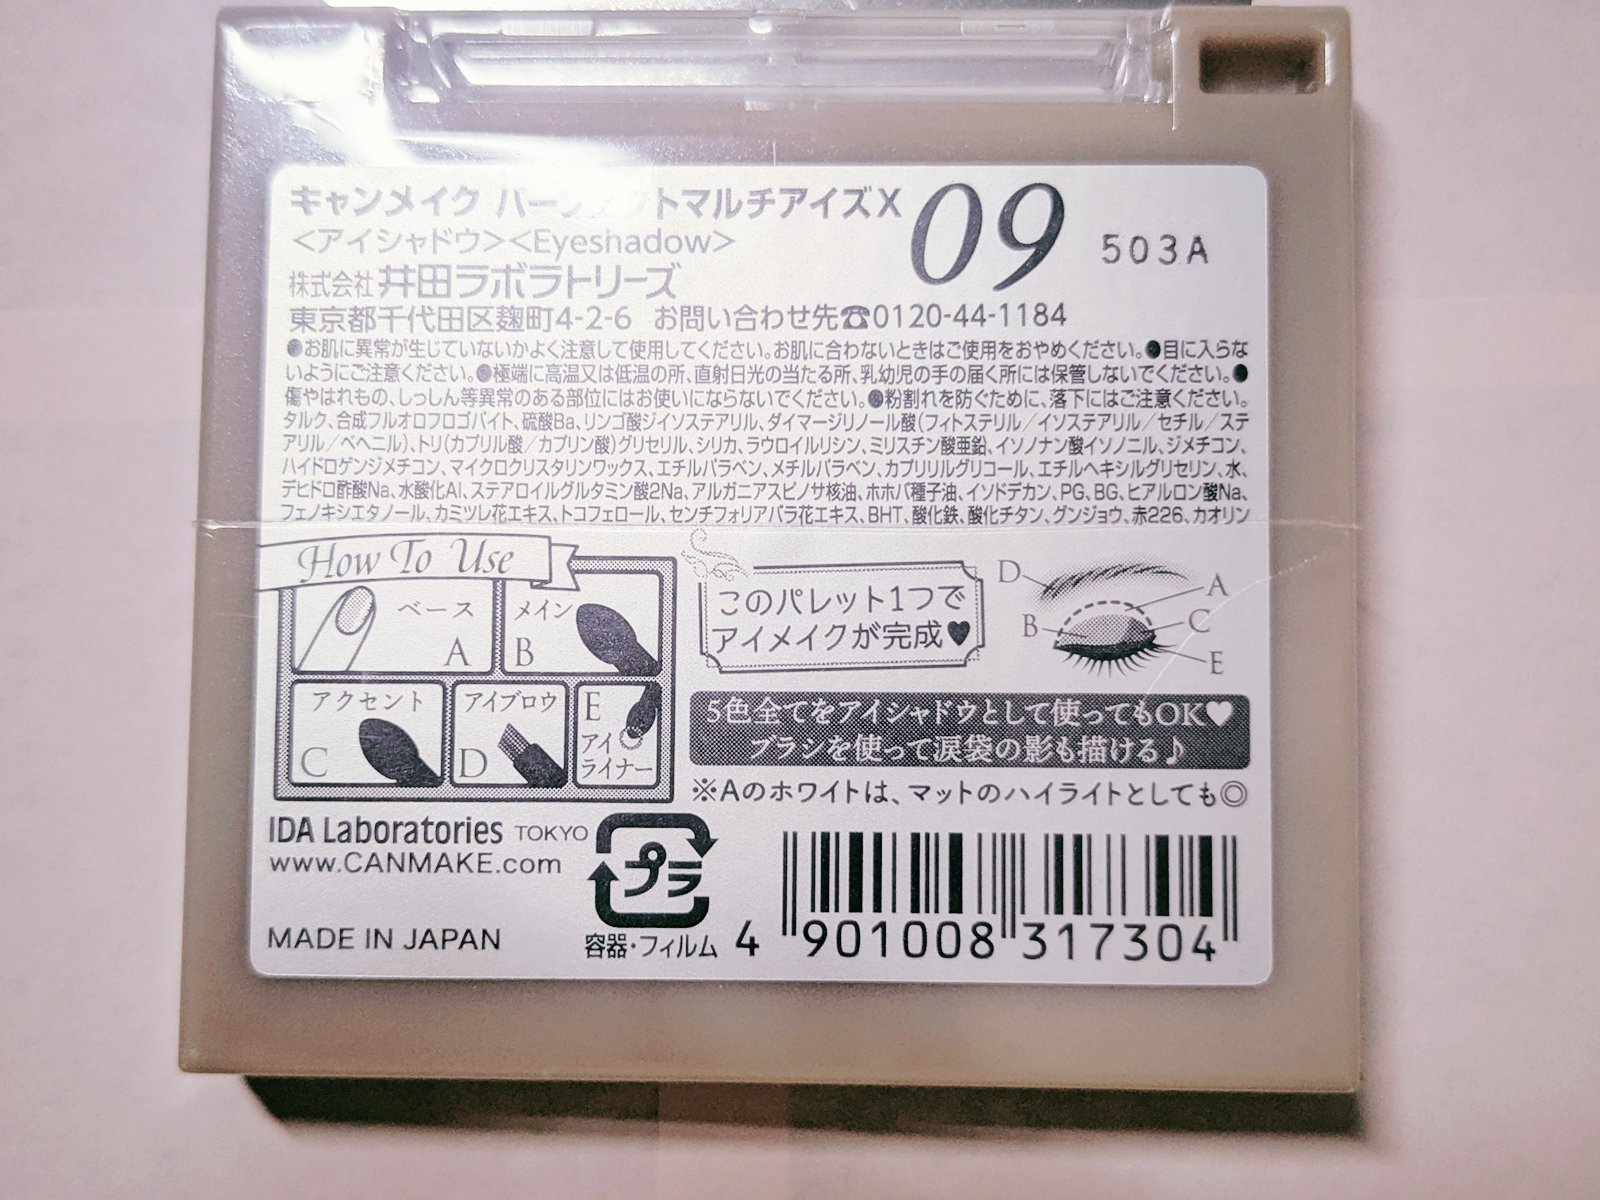 キャンメイク パーフェクトマルチアイズX
09
503A
<アイシャドウ><Eyeshadow>
株式会社 井田ラボラトリーズ
東京都千代田区麹町4-2-6 お問い合わせ先☎0120-44-1184
●お肌に異常が生じていないかよく注意して使用してください。お肌に合わないときはご使用をおやめください。●目に入らな
いようにご注意ください。●極端に高温又は低温の所、直射日光の当たる所、乳幼児の手の届く所には保管しないでください。●
傷やはれもの、しっしん等異常のある部位にはお使いにならないでください。●粉割れを防ぐために、落下にはご注意ください。
タルク、合成フルオロフロゴパイト、硫酸Ba、リンゴ酸ジイソステアリル、ダイマージリノール酸(フィトステリル/イソステアリル/セチル/ステ
アリル/ベヘニル)、トリ(カプリル酸/カプリン酸)グリセリル、シリカ、ラウロイルリシン、ミリスチン酸亜鉛、イソノナン酸イソノニル、ジメチコン、
ハイドロゲンジメチコン、マイクロクリスタリンワックス、エチルパラベン、メチルパラベン、カプリリルグリコール、エチルヘキシルグリセリン、水、
デヒドロ酢酸Na、水酸化Al、ステアロイルグルタミン酸2Na、アルガニアスピノサ核油、ホホバ種子油、イソドデカン、PG、BG、ヒアルロン酸Na、
フェノキシエタノール、カミツレ花エキス、トコフェロール、センチフォリアバラ花エキス、BHT、酸化鉄、酸化チタン、グンジョウ、赤226、カオリン
How To Use
ベース
A
メイン
B
アクセント
C
アイブロウ
D
E
アイ
ライナー
このパレット1つで
アイメイクが完成♥
D
A
B
C
E
5色全てをアイシャドウとして使ってもOK♥
ブラシを使って涙袋の影も描ける♪
※Aのホワイトは、マットのハイライトとしても◎
IDA Laboratories TOKYO
www.CANMAKE.com
MADE IN JAPAN
プラ
容器・フィルム
4 901008 317304